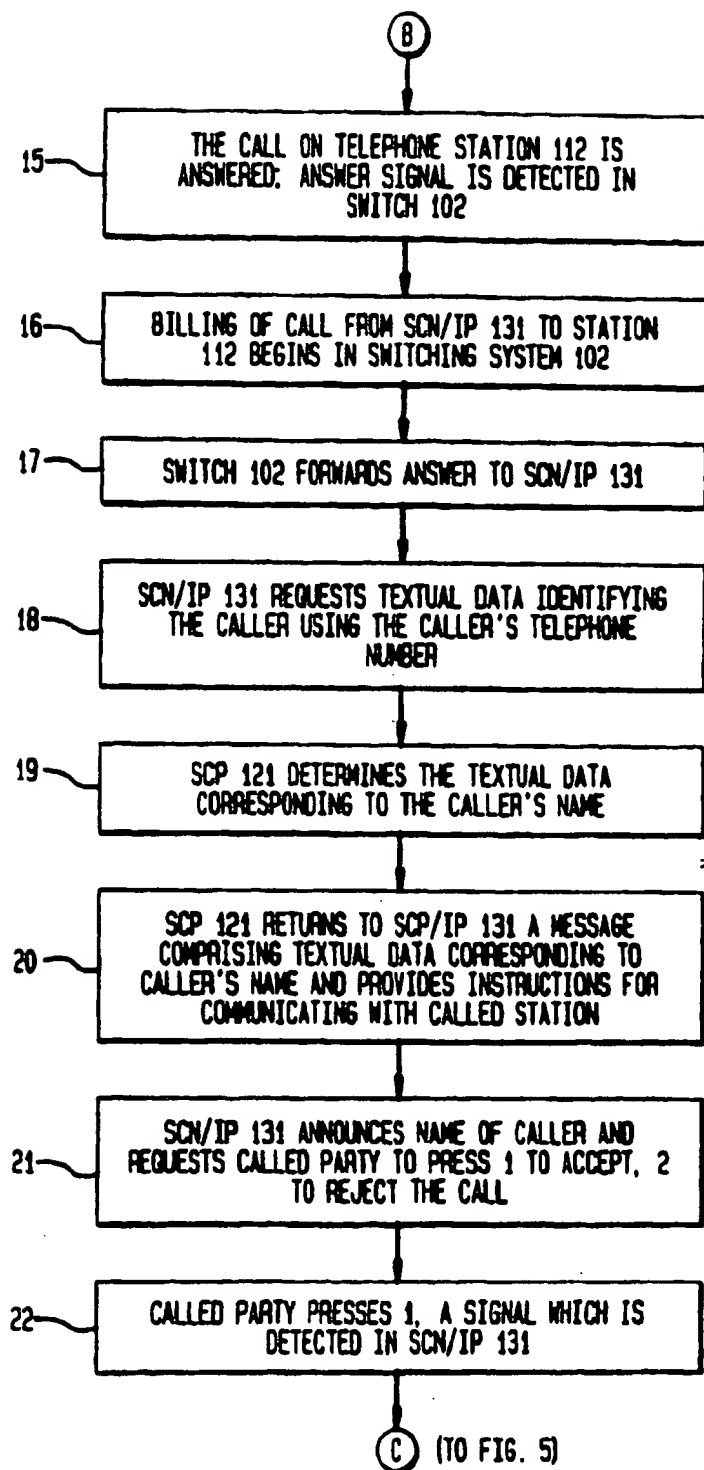 B
15
THE CALL ON TELEPHONE STATION 112 IS
ANSWERED: ANSWER SIGNAL IS DETECTED IN
SWITCH 102
16
BILLING OF CALL FROM SCN/IP 131 TO STATION
112 BEGINS IN SWITCHING SYSTEM 102
17
SWITCH 102 FORWARDS ANSWER TO SCN/IP 131
18
SCN/IP 131 REQUESTS TEXTUAL DATA IDENTIFYING
THE CALLER USING THE CALLER'S TELEPHONE
NUMBER
19
SCP 121 DETERMINES THE TEXTUAL DATA
CORRESPONDING TO THE CALLER'S NAME
20
SCP 121 RETURNS TO SCP/IP 131 A MESSAGE
COMPRISING TEXTUAL DATA CORRESPONDING TO
CALLER'S NAME AND PROVIDES INSTRUCTIONS FOR
COMMUNICATING WITH CALLED STATION
21
SCN/IP 131 ANNOUNCES NAME OF CALLER AND
REQUESTS CALLED PARTY TO PRESS 1 TO ACCEPT, 2
TO REJECT THE CALL
22
CALLED PARTY PRESSES 1, A SIGNAL WHICH IS
DETECTED IN SCN/IP 131
C (TO FIG. 5)